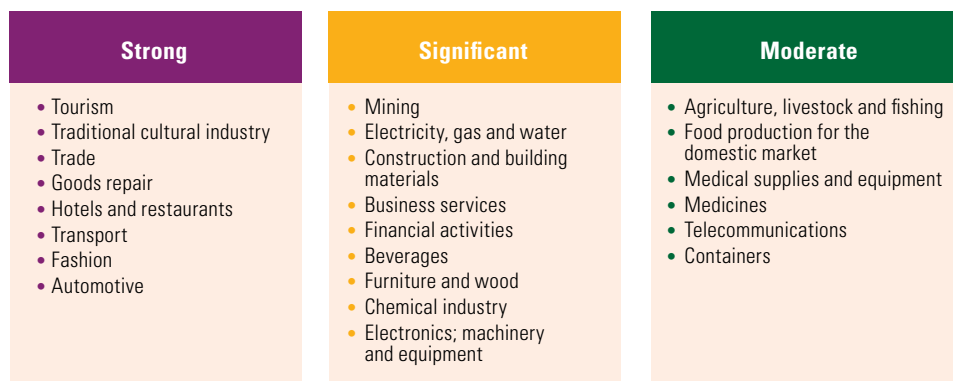 Strong
• Tourism
• Traditional cultural industry
• Trade
• Goods repair
• Hotels and restaurants
• Transport
• Fashion
• Automotive
Significant
• Mining
• Electricity, gas and water
• Construction and building
materials
• Business services
• Financial activities
• Beverages
• Furniture and wood
• Chemical industry
• Electronics; machinery
and equipment
Moderate
• Agriculture, livestock and fishing
• Food production for the
domestic market
• Medical supplies and equipment
• Medicines
• Telecommunications
• Containers